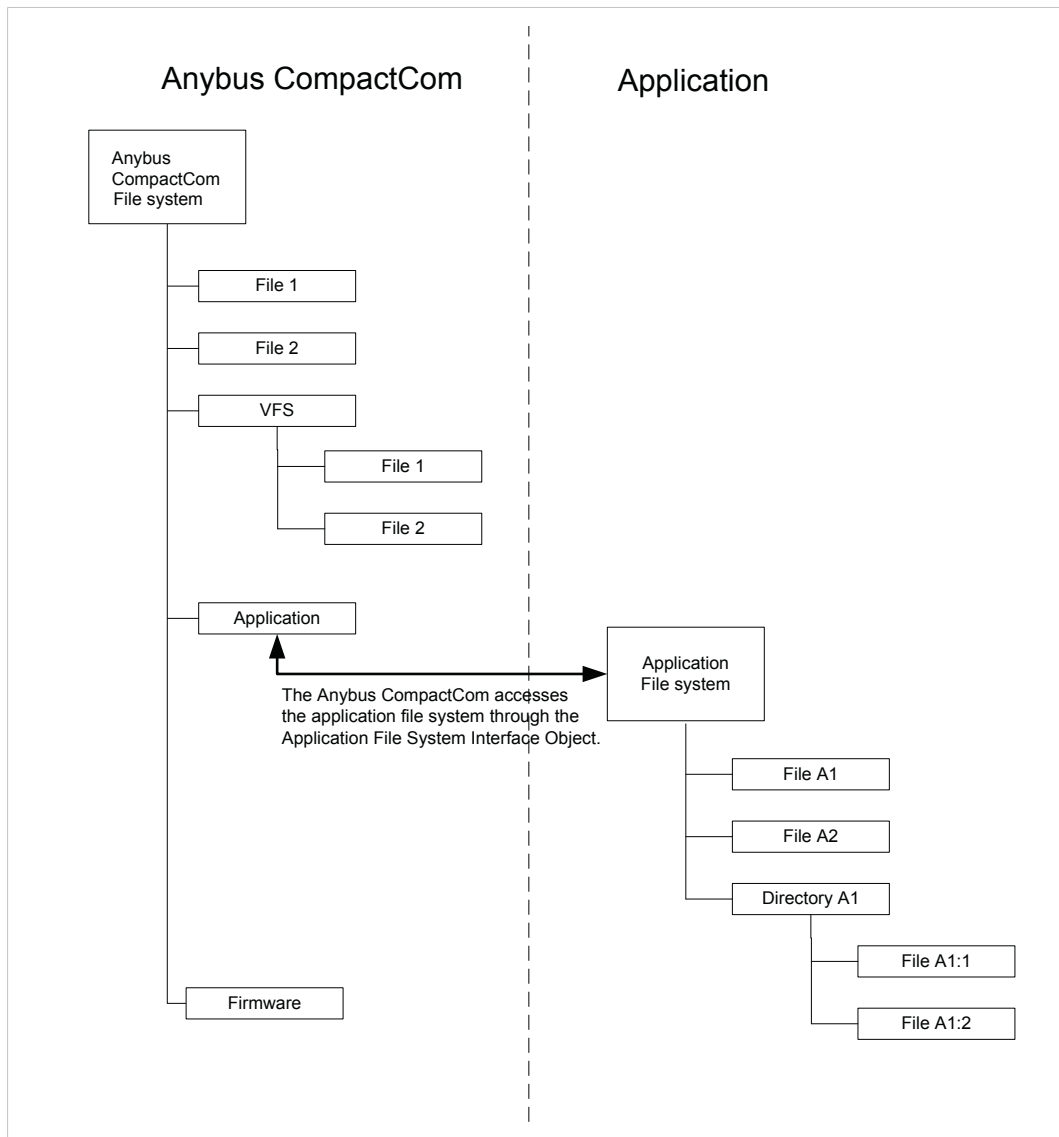 Anybus CompactCom
Application
Anybus
CompactCom
File system
File 1
File 2
VFS
File 1
File 2
Application
The Anybus CompactCom accesses
the application file system through the
Application File System Interface Object.
Application
File system
File A1
File A2
Directory A1
File A1:1
File A1:2
Firmware